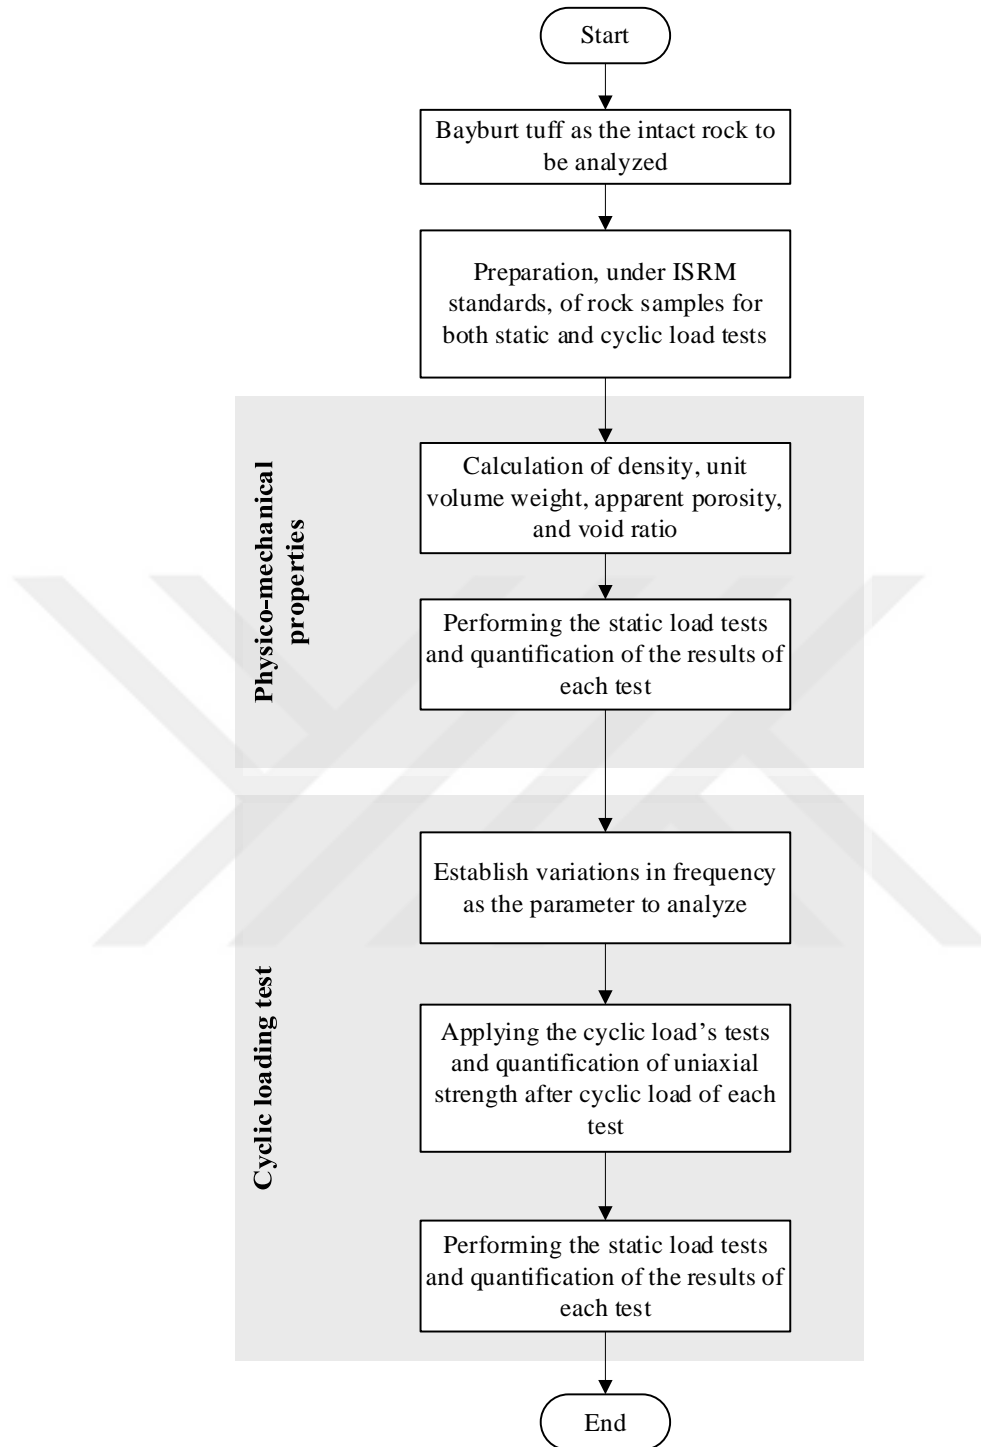 Start
Bayburt tuff as the intact rock to
be analyzed
Preparation, under ISRM
standards, of rock samples for
both static and cyclic load tests
Physico-mechanical
properties
Calculation of density, unit
volume weight, apparent porosity,
and void ratio
Performing the static load tests
and quantification of the results of
each test
Cyclic loading test
Establish variations in frequency
as the parameter to analyze
Applying the cyclic load’s tests
and quantification of uniaxial
strength after cyclic load of each
test
Performing the static load tests
and quantification of the results of
each test
End